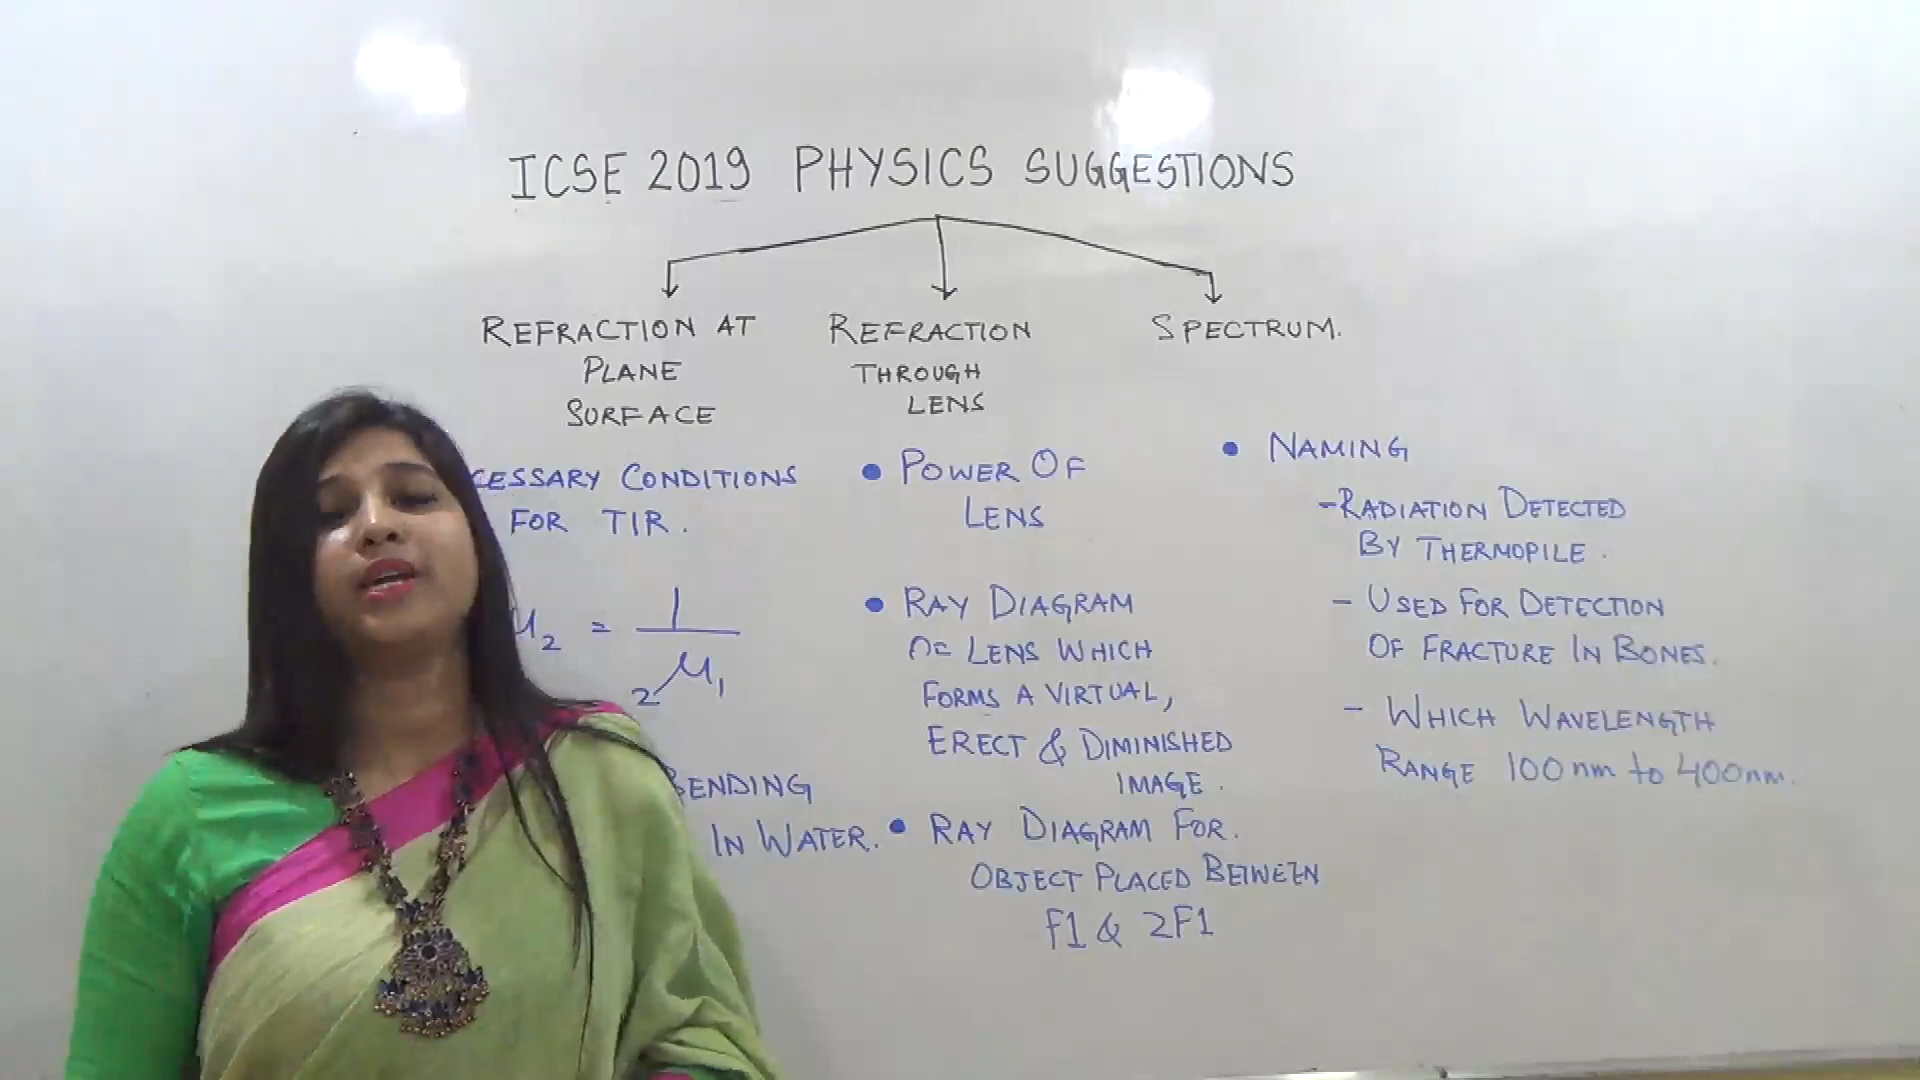 ICSE 2019 PHYSICS SUGGESTIONS
REFRACTION AT
PLANE
SURFACE
CONDITIONS
FOR TIR.
μ2 = 1
2μ1
BENDING
IN WATER.
REFRACTION
THROUGH
LENS
• POWER OF
LENS
• RAY DIAGRAM
OF LENS WHICH
FORMS A VIRTUAL,
ERECT & DIMINISHED
IMAGE.
• RAY DIAGRAM FOR.
OBJECT PLACED BETWEEN
F1 & 2F1
SPECTRUM.
• NAMING
- RADIATION DETECTED
BY THERMOPILE.
- USED FOR DETECTION
OF FRACTURE IN BONES.
- WHICH WAVELENGTH
RANGE 100nm to 400nm.